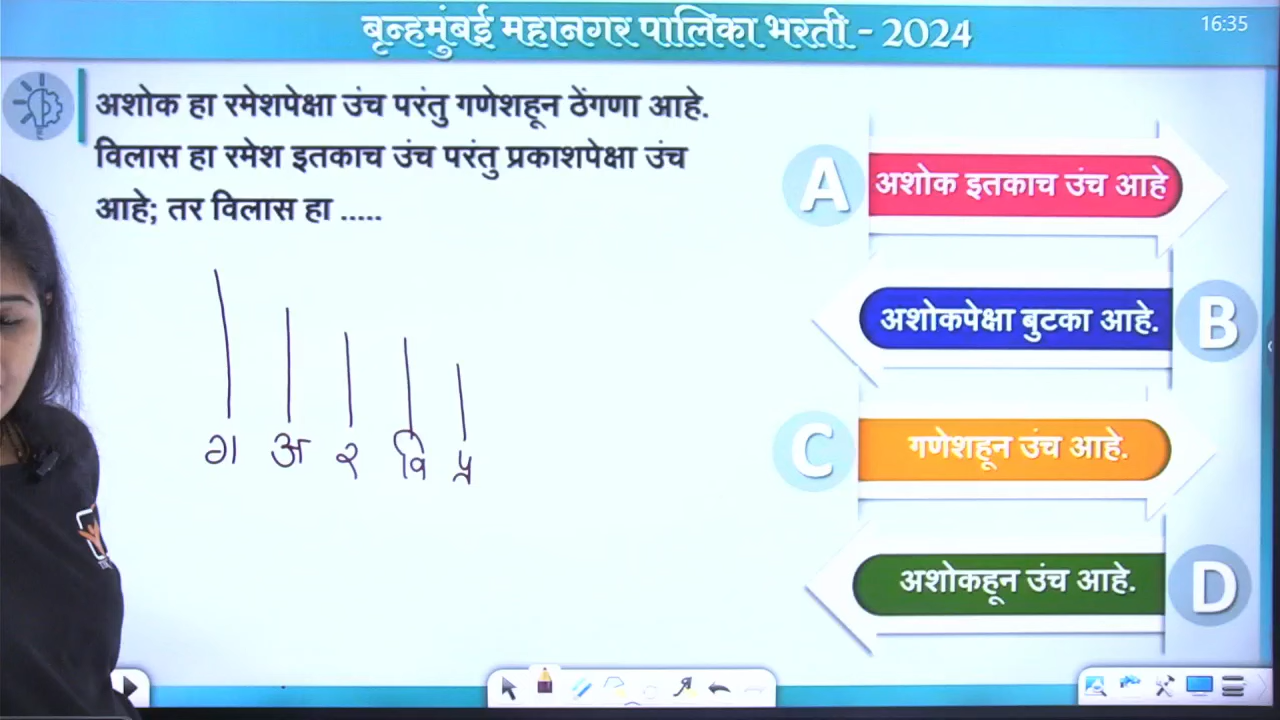 बृन्हमुंबई महानगर पालिका भरती - 2024
16:35
अशोक हा रमेशपेक्षा उंच परंतु गणेशहून ठेंगणा आहे.
विलास हा रमेश इतकाच उंच परंतु प्रकाशपेक्षा उंच
आहे; तर विलास हा .....
A अशोक इतकाच उंच आहे
अशोकपेक्षा बुटका आहे. B
C गणेशहून उंच आहे.
अशोकहून उंच आहे. D
ग अ र वि प्र